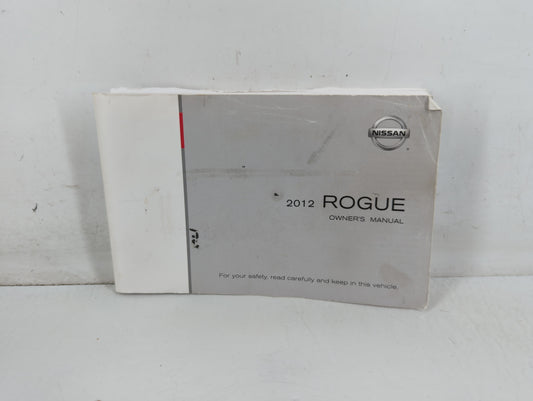 NISSAN
2012 ROGUE
OWNER'S MANUAL
For your safety, read carefully and keep in this vehicle.